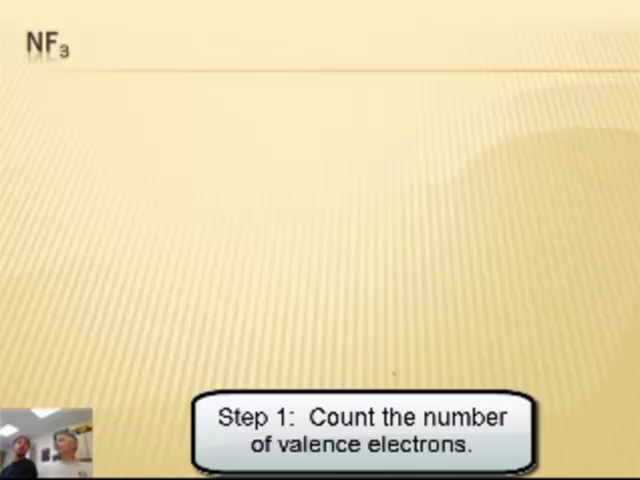 NF₃
Step 1: Count the number
of valence electrons.